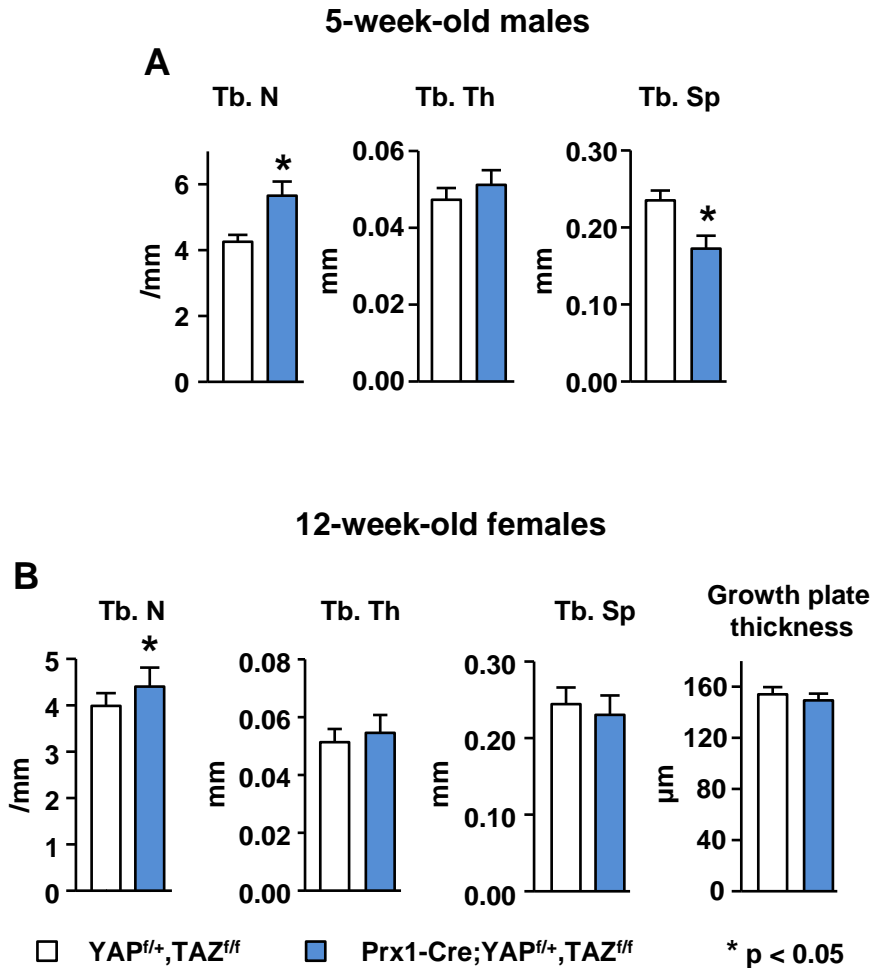 5-week-old males
A
Tb. N
Tb. Th
Tb. Sp
/mm
6
4
2
0
*
mm
0.06
0.04
0.02
0.00
mm
0.30
0.20
0.10
0.00
*
12-week-old females
B
Tb. N
Tb. Th
Tb. Sp
Growth plate
thickness
/mm
5
4
3
2
1
0
*
mm
0.08
0.06
0.04
0.02
0.00
mm
0.30
0.20
0.10
0.00
µm
160
120
80
40
0
YAP^f/+,TAZ^f/f
Prx1-Cre;YAP^f/+,TAZ^f/f
* p < 0.05